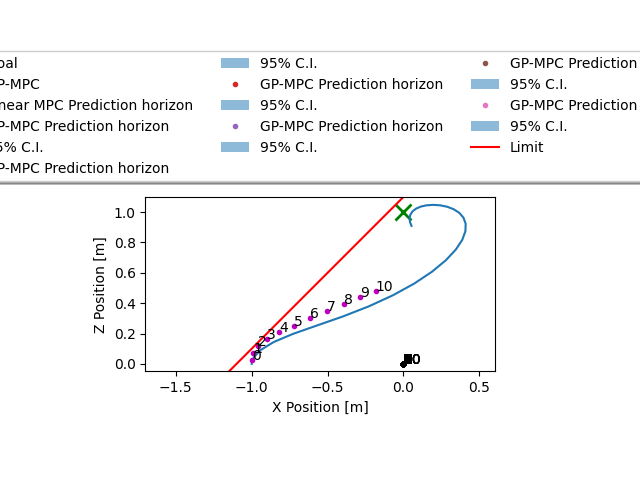 oal 95% C.I. GP-MPC Prediction
P-MPC GP-MPC Prediction horizon 95% C.I.
near MPC Prediction horizon 95% C.I. GP-MPC Prediction
P-MPC Prediction horizon GP-MPC Prediction horizon 95% C.I.
5% C.I. 95% C.I. Limit
P-MPC Prediction horizon
1.0
0.8
0.6
0.4
0.2
0.0
Z Position [m]
0 1 2 3 4 5 6 7 8 9 10
10
−1.5 −1.0 −0.5 0.0 0.5
X Position [m]